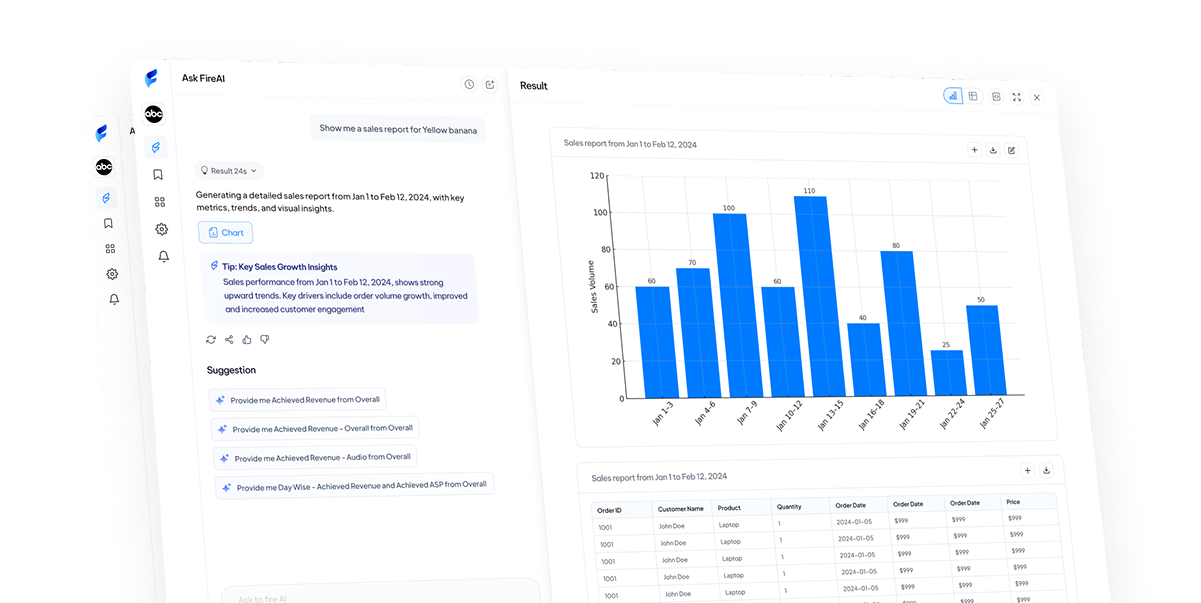 A
abc
Ask FireAI
abc
Show me a sales report for Yellow banana
Result 24s
Generating a detailed sales report from Jan 1 to Feb 12, 2024, with key
metrics, trends, and visual insights.
Chart
Tip: Key Sales Growth Insights
Sales performance from Jan 1 to Feb 12, 2024, shows strong
upward trends. Key drivers include order volume growth, improved
and increased customer engagement
Suggestion
Provide me Achieved Revenue from Overall
Provide me Achieved Revenue - Overall from Overall
Provide me Achieved Revenue - Audio from Overall
Provide me Day Wise - Achieved Revenue and Achieved ASP from Overall
Ask to fire AI
Result
Sales report from Jan 1 to Feb 12, 2024
Sales Volume
120
100
80
60
40
20
0
60
70
100
60
110
40
80
25
50
Jan 1-3
Jan 4-6
Jan 7-9
Jan 10-12
Jan 13-15
Jan 16-18
Jan 19-21
Jan 22-24
Jan 25-27
Sales report from Jan 1 to Feb 12, 2024
Order ID Customer Name Product Quantity Order Date Order Date Order Date Price
1001 John Doe Laptop 1 2024-01-05 $999 $999 $999
1001 John Doe Laptop 1 2024-01-05 $999 $999 $999
1001 John Doe Laptop 1 2024-01-05 $999 $999 $999
1001 John Doe Laptop 1 2024-01-05 $999 $999 $999
1001 John Doe Laptop 1 2024-01-05 $999 $999 $999
$999 $999